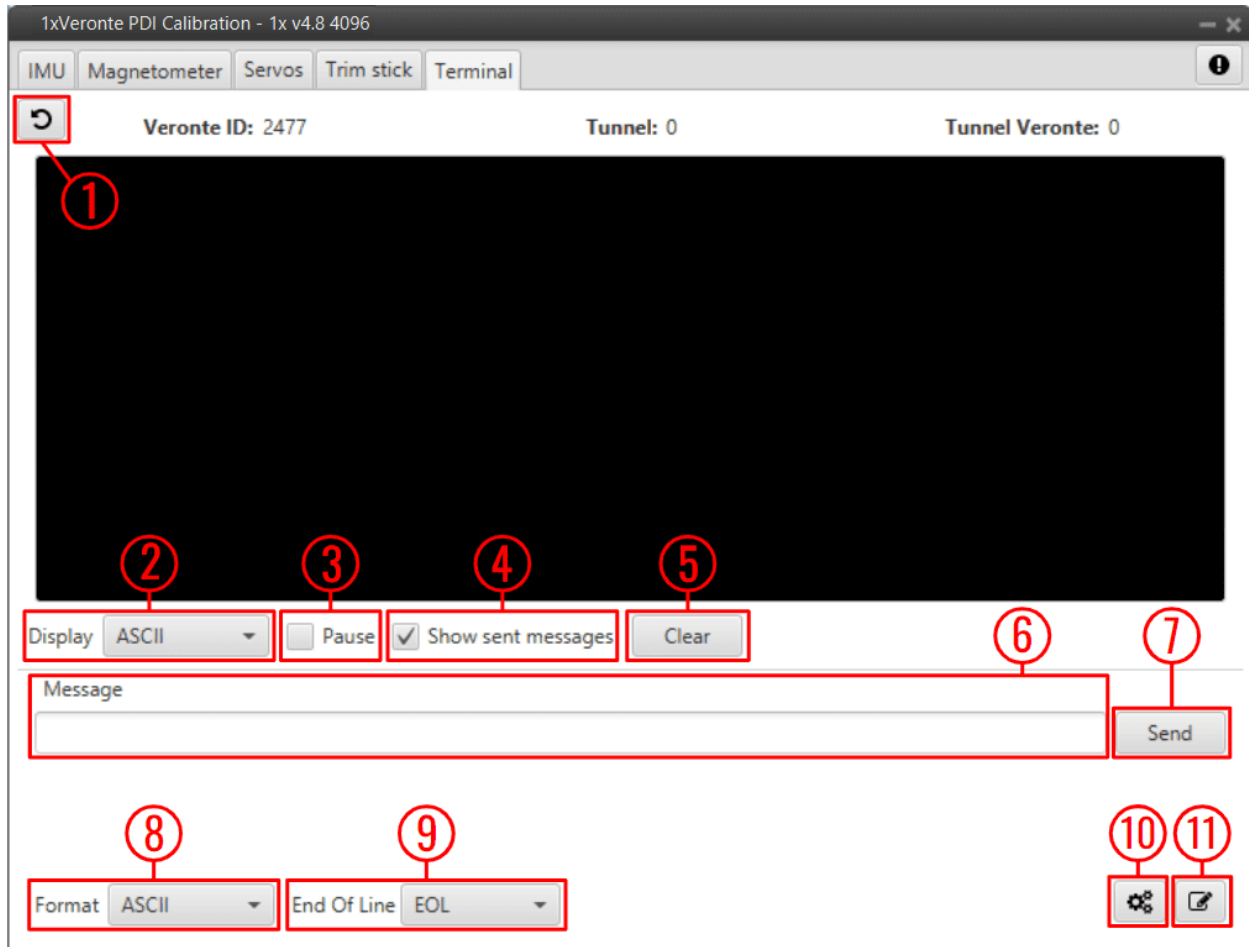 1xVeronte PDI Calibration - 1x v4.8 4096
IMU Magnetometer Servos Trim stick Terminal
Veronte ID: 2477 Tunnel: 0 Tunnel Veronte: 0
1
2 3 4 5
Display ASCII Pause Show sent messages Clear
6 7
Message
Send
8 9 10 11
Format ASCII End Of Line EOL